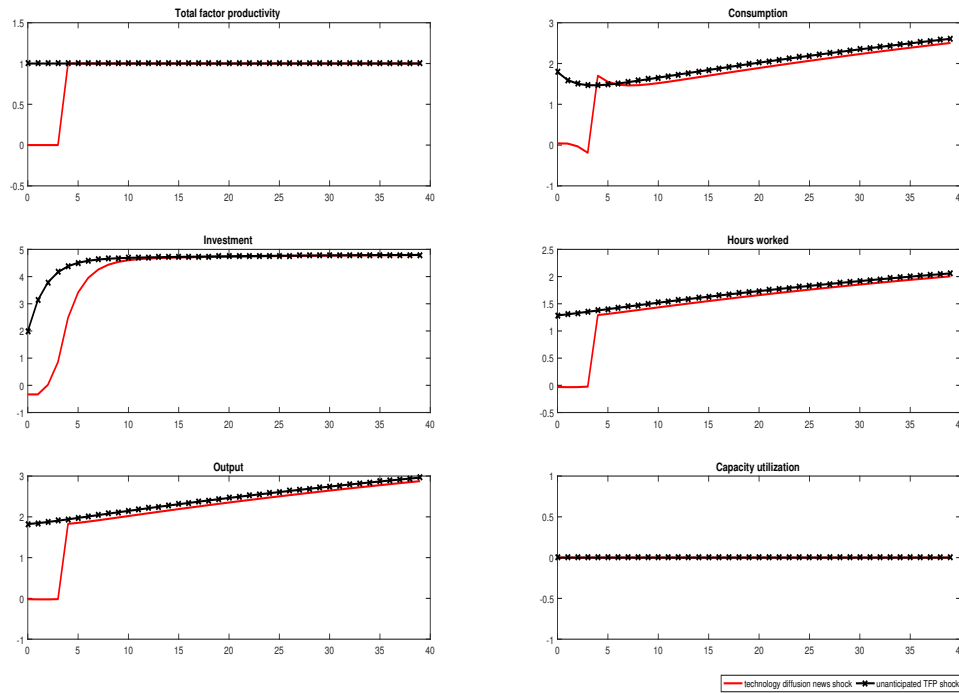 Total factor productivity
1.5
1
0.5
0
-0.5
0 5 10 15 20 25 30 35 40
Consumption
3
2
1
0
-1
0 5 10 15 20 25 30 35 40
Investment
5
4
3
2
1
0
-1
0 5 10 15 20 25 30 35 40
Hours worked
2.5
2
1.5
1
0.5
0
-0.5
0 5 10 15 20 25 30 35 40
Output
3
2
1
0
-1
0 5 10 15 20 25 30 35 40
Capacity utilization
1
0.5
0
-0.5
-1
0 5 10 15 20 25 30 35 40
technology diffusion news shock unanticipated TFP shock